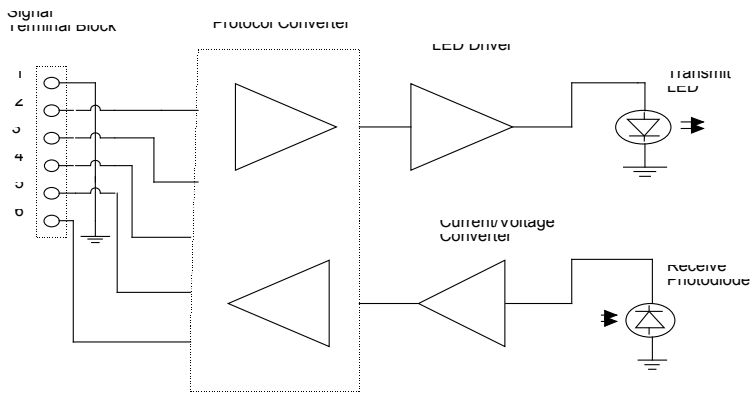 Signal
Terminal Block
Protocol Converter
LED Driver
Transmit
LED
1
2
3
4
5
6
Current/Voltage
Converter
Receive
Photodiode